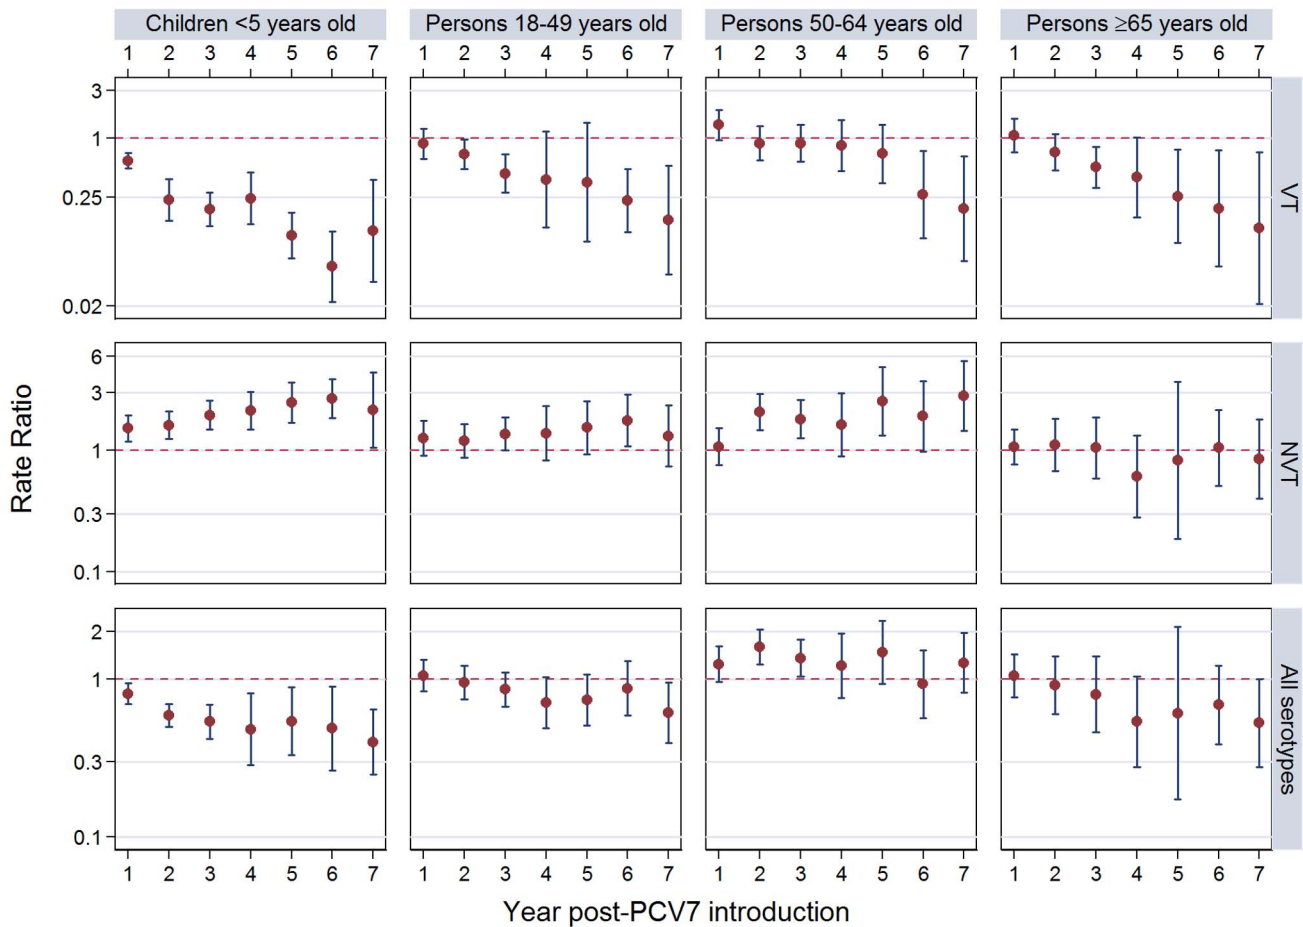 Children <5 years old Persons 18-49 years old Persons 50-64 years old Persons ≥65 years old
1 2 3 4 5 6 7 1 2 3 4 5 6 7 1 2 3 4 5 6 7 1 2 3 4 5 6 7
3
1
0.25
0.02
VT
6
3
1
0.3
0.1
NVT
Rate Ratio
2
1
0.3
0.1
All serotypes
1 2 3 4 5 6 7 1 2 3 4 5 6 7 1 2 3 4 5 6 7 1 2 3 4 5 6 7
Year post-PCV7 introduction